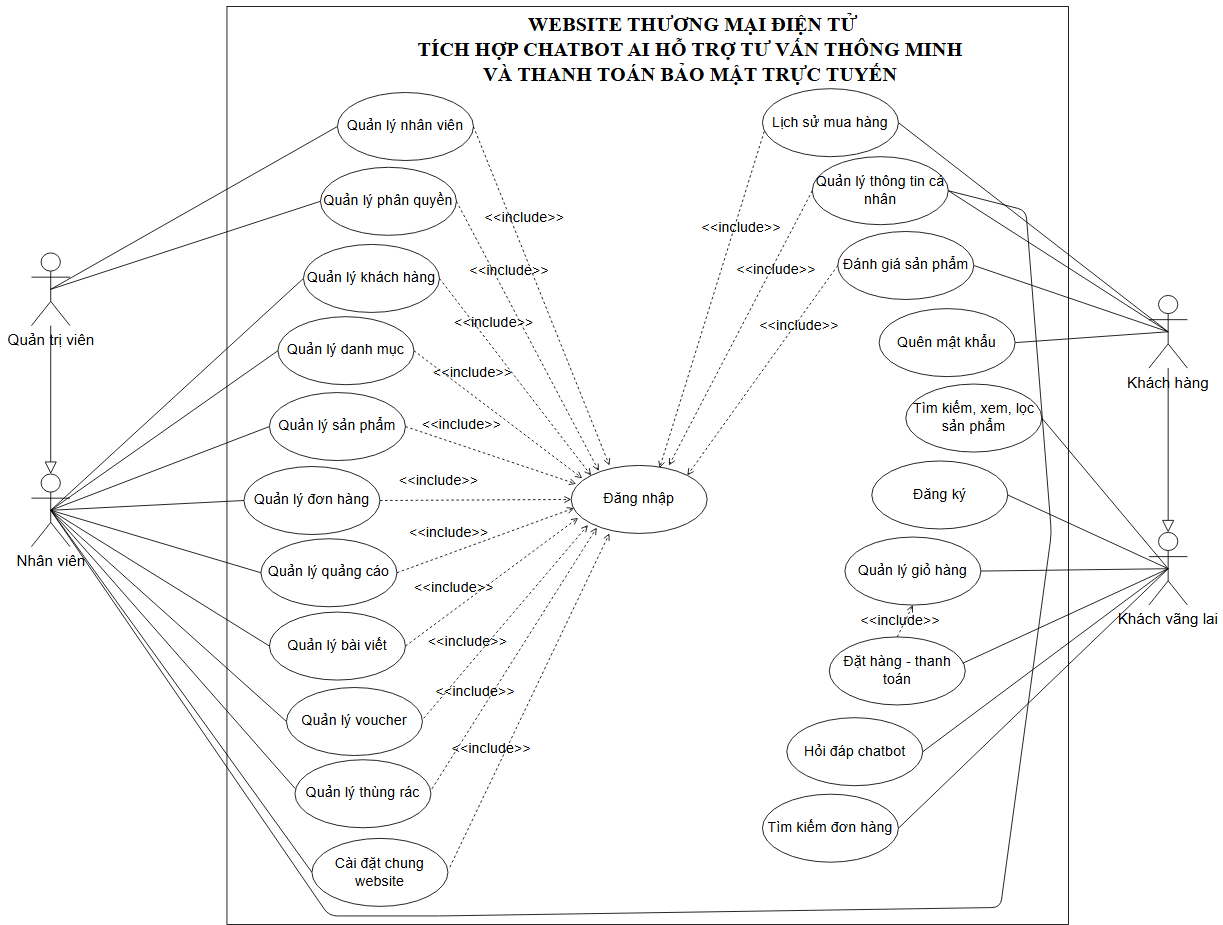 WEBSITE THƯƠNG MẠI ĐIỆN TỬ
TÍCH HỢP CHATBOT AI HỖ TRỢ TƯ VẤN THÔNG MINH
VÀ THANH TOÁN BẢO MẬT TRỰC TUYẾN
Quản lý nhân viên
Quản lý phân quyền
Quản lý khách hàng
Quản lý danh mục
Quản lý sản phẩm
Quản lý đơn hàng
Quản lý quảng cáo
Quản lý bài viết
Quản lý voucher
Quản lý thùng rác
Cài đặt chung
website
Quản trị viên
Nhân viên
<<include>>
<<include>>
<<include>>
<<include>>
<<include>>
<<include>>
<<include>>
<<include>>
<<include>>
<<include>>
<<include>>
Đăng nhập
<<include>>
<<include>>
<<include>>
Lịch sử mua hàng
Quản lý thông tin cá
nhân
Đánh giá sản phẩm
Quên mật khẩu
Tìm kiếm, xem, lọc
sản phẩm
Đăng ký
Quản lý giỏ hàng
<<include>>
Đặt hàng - thanh
toán
Hỏi đáp chatbot
Tìm kiếm đơn hàng
Khách hàng
Khách vãng lai